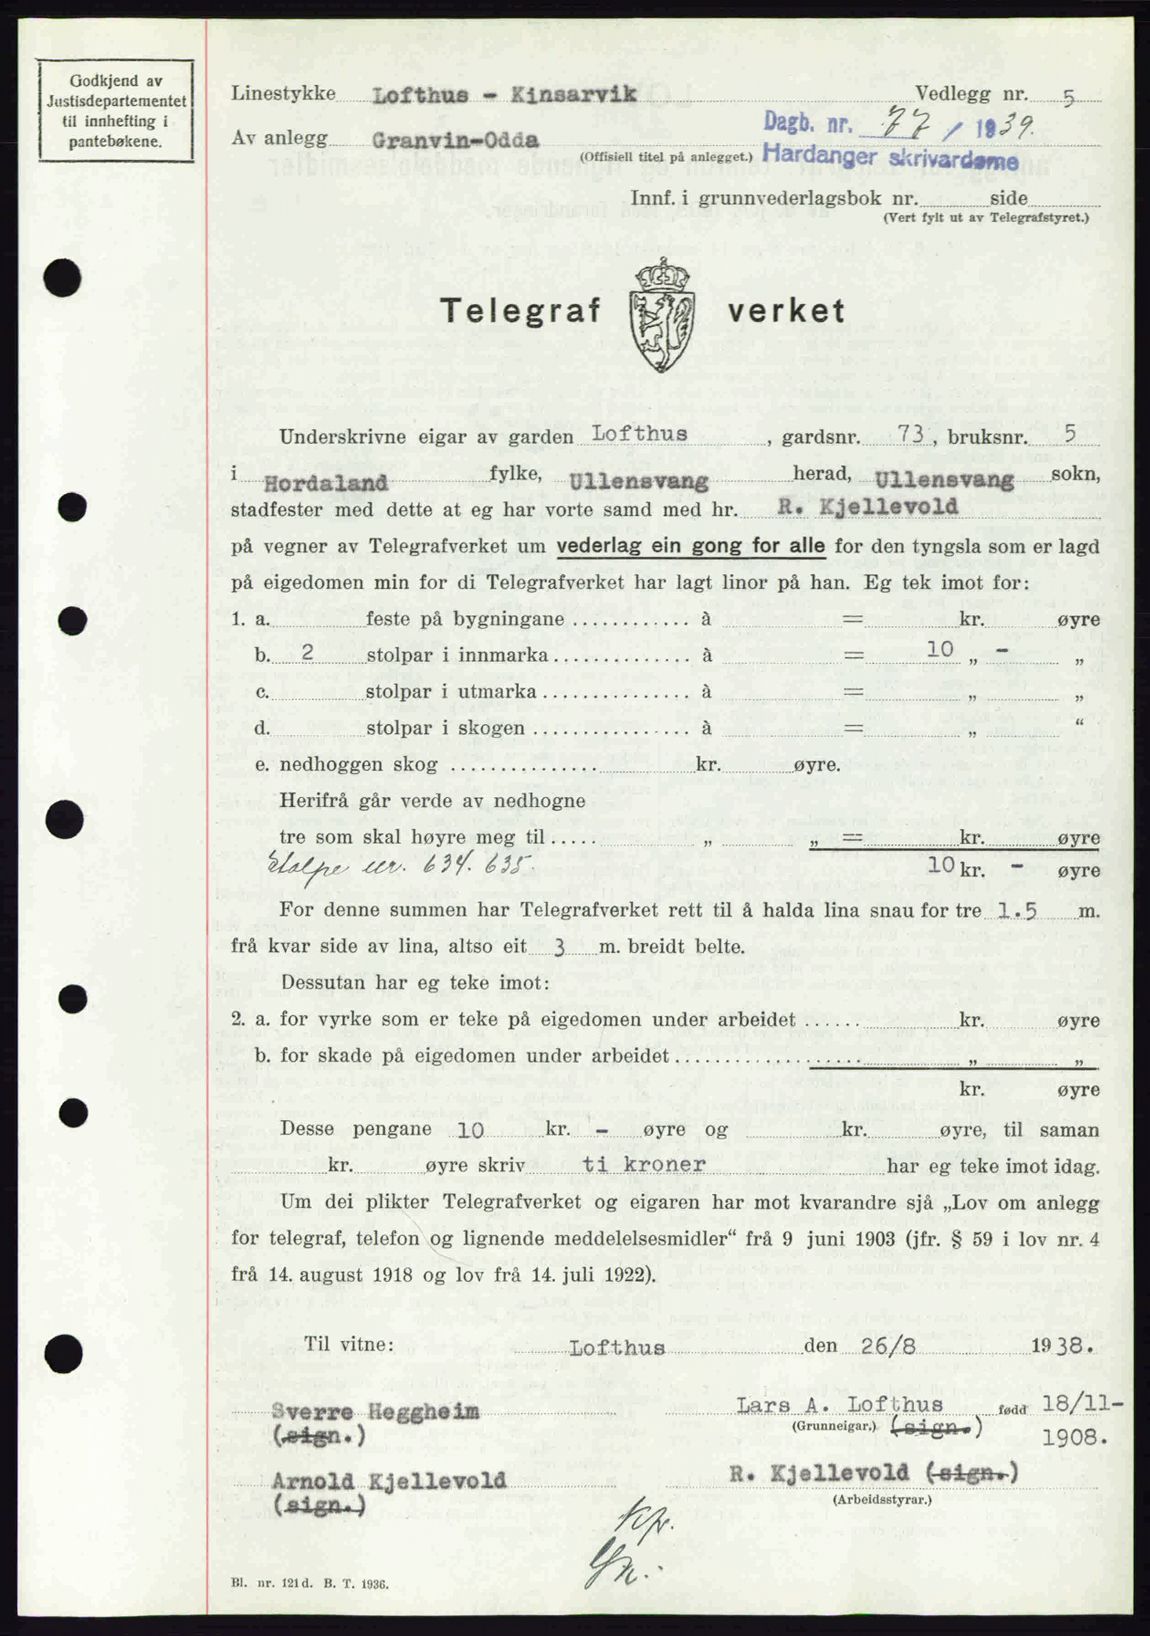 Godkjend av
Justisdepartementet
til innhefting i
pantebøkene.
Linestykke Lofthus - Kinsarvik Vedlegg nr. 5
Dagb. nr. 77 / 1939.
Av anlegg Granvin-Odda
(Offisiell titel på anlegget.) Hardanger skrivardøme
Innf. i grunnvederlagsbok nr. side
(Vert fylt ut av Telegrafstyret.)
Telegraf verket
Underskrivne eigar av garden Lofthus, gardsnr. 73, bruksnr. 5
i Hordaland fylke, Ullensvang herad, Ullensvang sokn,
stadfester med dette at eg har vorte samd med hr. R. Kjellevold
på vegner av Telegrafverket um vederlag ein gong for alle for den tyngsla som er lagd
på eigedomen min for di Telegrafverket har lagt linor på han. Eg tek imot for:
1. a. feste på bygningane ............ à = kr. øyre
b. 2 stolpar i innmarka .............. à = 10 „ - „
c. stolpar i utmarka ............... à = „ „
d. stolpar i skogen ................ à = „ “
e. nedhoggen skog ............... kr. øyre.
Herifrå går verde av nedhogne
tre som skal høyre meg til ..... „ „ = kr. øyre
Stolpe nr. 634. 635. 10 kr. - øyre
For denne summen har Telegrafverket rett til å halda lina snau for tre 1.5 m.
frå kvar side av lina, altso eit 3 m. breidt belte.
Dessutan har eg teke imot:
2. a. for vyrke som er teke på eigedomen under arbeidet ...... kr. øyre
b. for skade på eigedomen under arbeidet ................... „ „
kr. øyre
Desse pengane 10 kr. - øyre og kr. øyre, til saman
kr. øyre skriv ti kroner har eg teke imot idag.
Um dei plikter Telegrafverket og eigaren har mot kvarandre sjå „Lov om anlegg
for telegraf, telefon og lignende meddelelsesmidler“ frå 9 juni 1903 (jfr. § 59 i lov nr. 4
frå 14. august 1918 og lov frå 14. juli 1922).
Til vitne: Lofthus den 26/8 1938.
Sverre Heggheim Lars A. Lofthus fødd 18/11-
(sign.) (Grunneigar.) (sign.) 1908.
Arnold Kjellevold R. Kjellevold (sign.)
(sign.) (Arbeidsstyrar.)
Bl. nr. 121d. B. T. 1936.